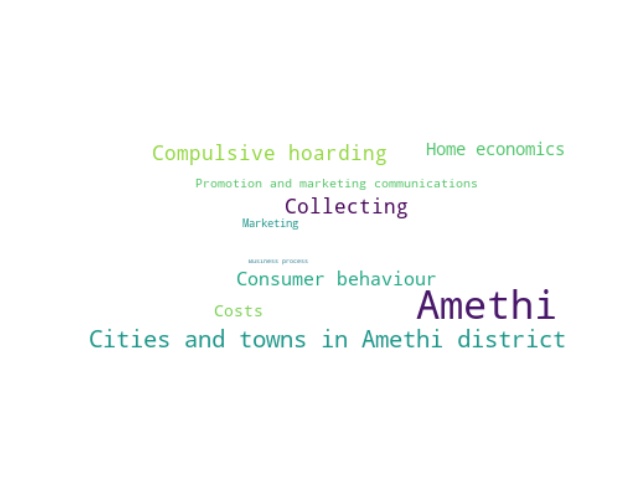 Compulsive hoarding
Home economics
Promotion and marketing communications
Collecting
Marketing
Business process
Consumer behaviour
Amethi
Costs
Cities and towns in Amethi district